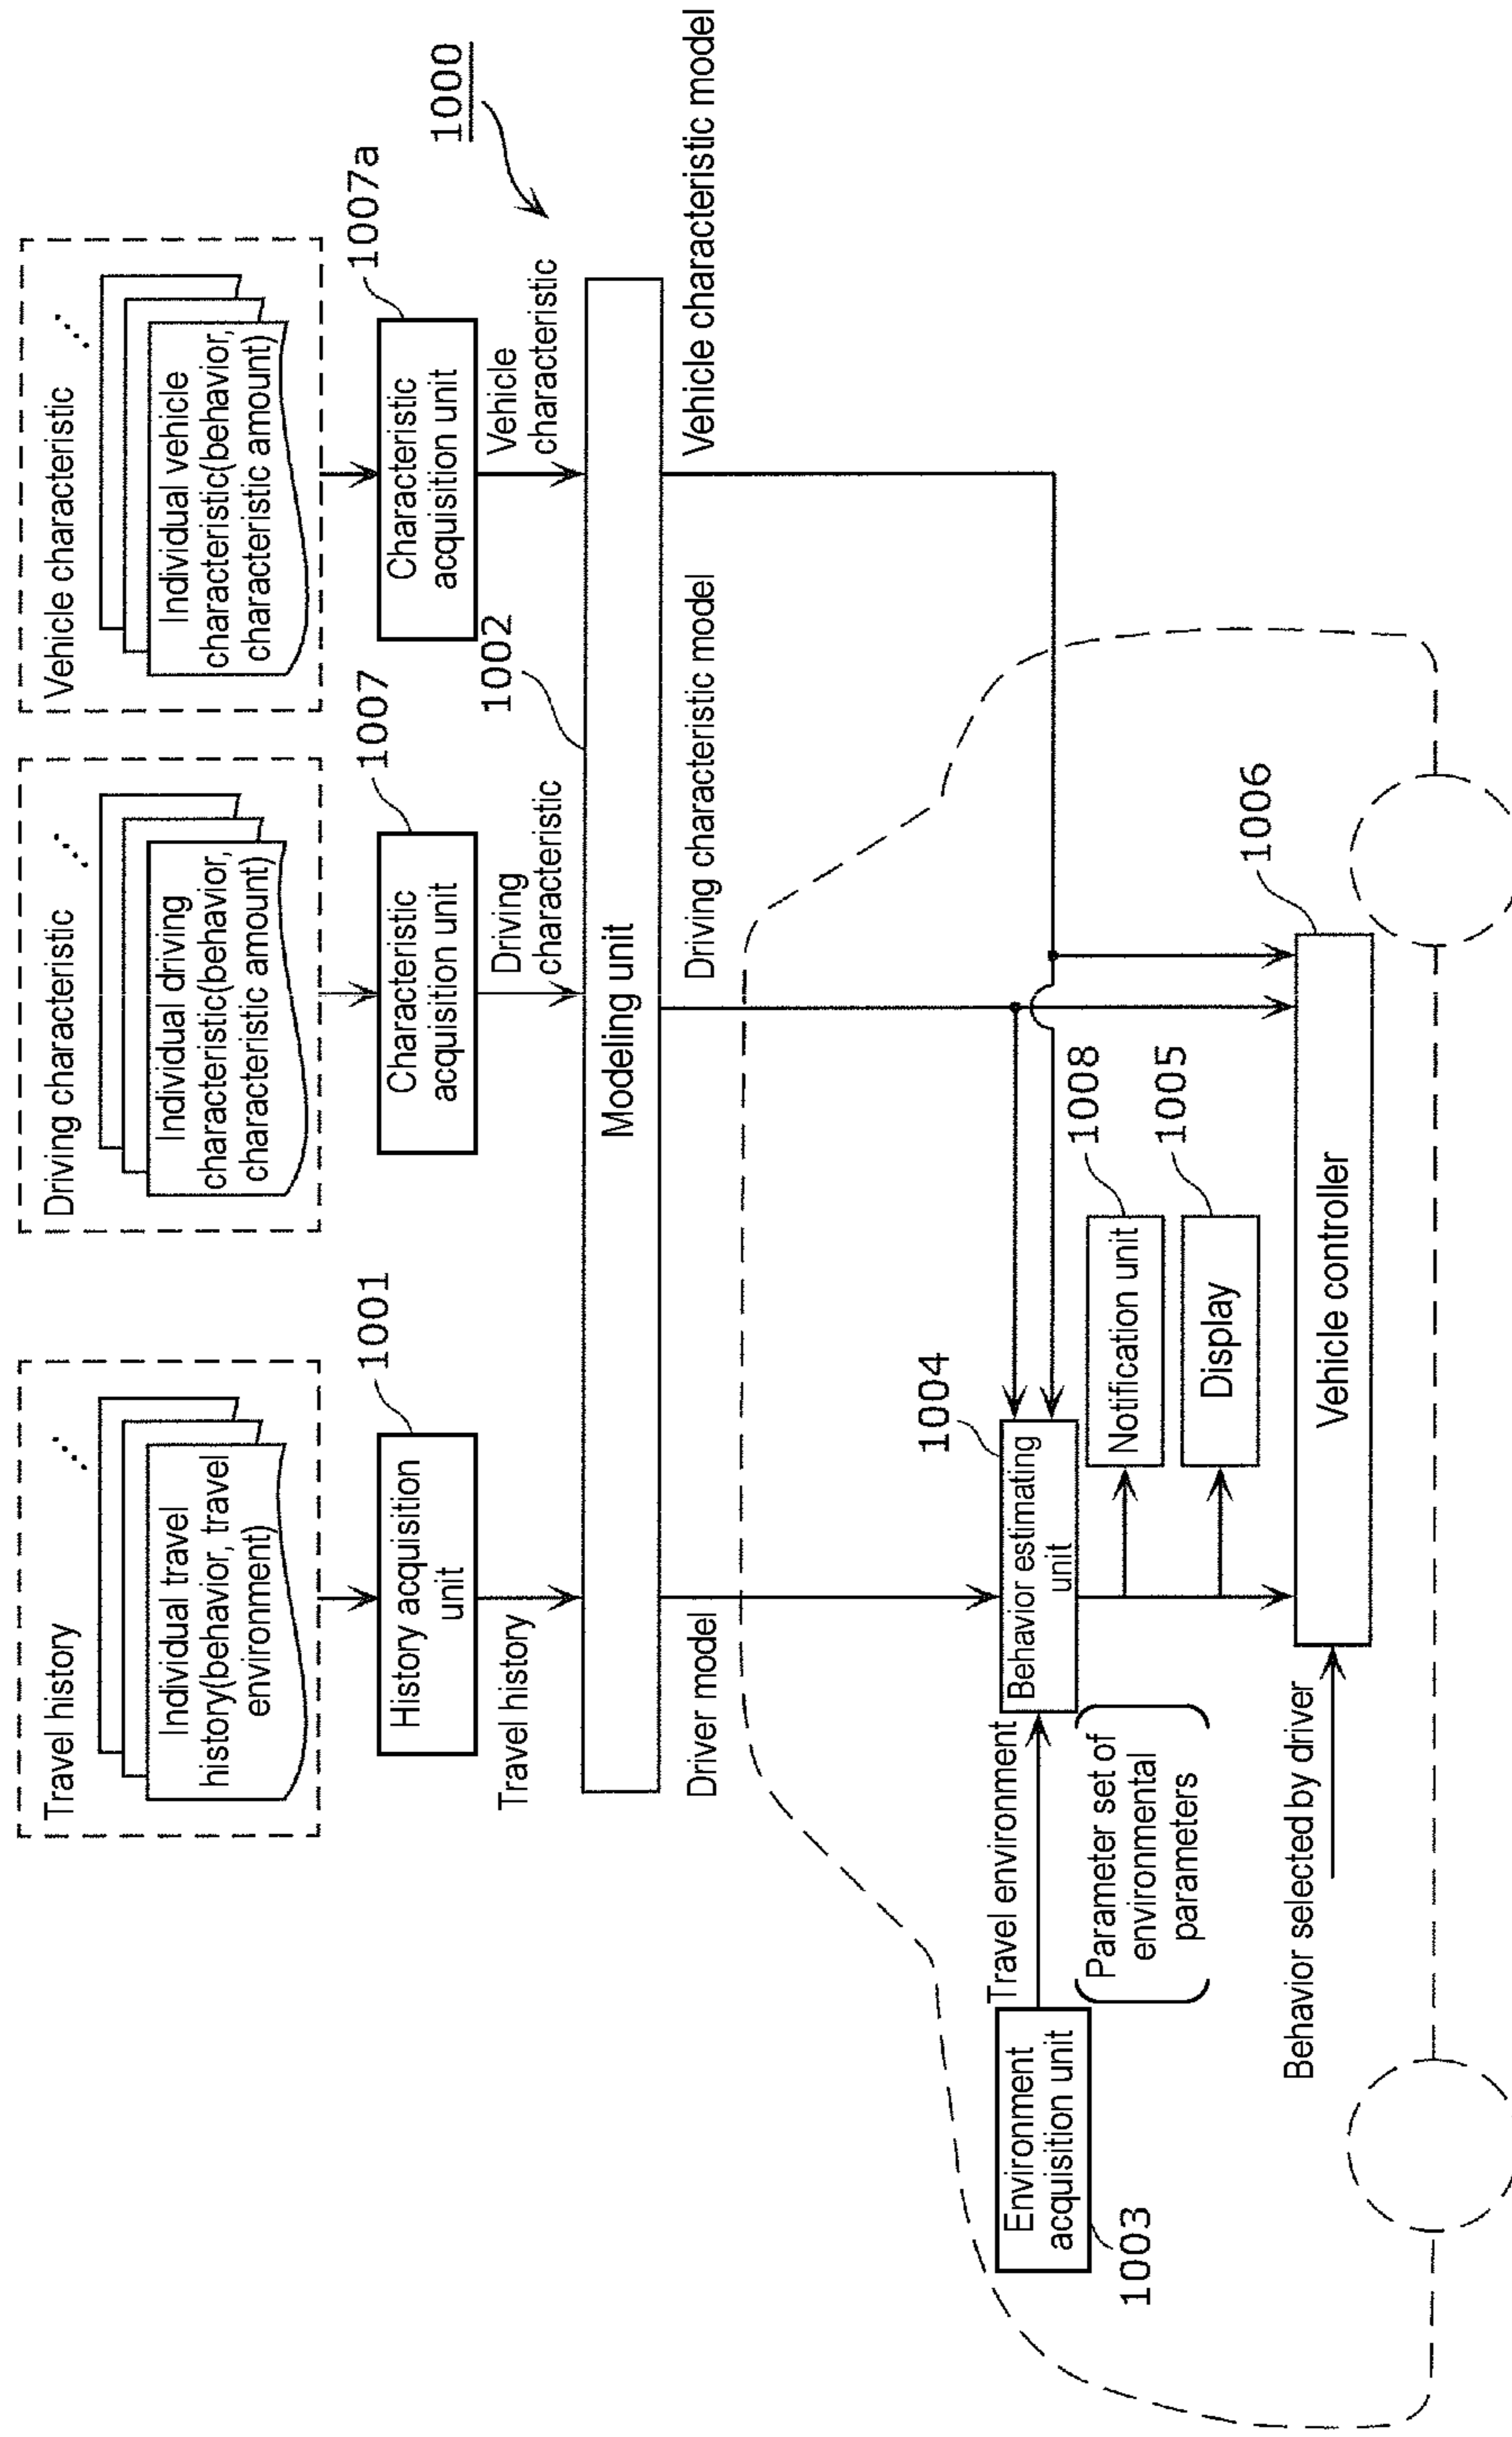 Travel history
Individual travel
history(behavior, travel
environment)
Driving characteristic
Individual driving
characteristic(behavior,
characteristic amount)
Vehicle characteristic
Individual vehicle
characteristic(behavior,
characteristic amount)
History acquisition
unit
1001
Characteristic
acquisition unit
1007
Characteristic
acquisition unit
1007a
1000
Travel history
Driving
characteristic
1002
Vehicle
characteristic
Modeling unit
Driver model
Driving characteristic model
Vehicle characteristic model
Environment
acquisition unit
1003
Travel environment
Parameter set of
environmental
parameters
Behavior estimating
unit
1004
Notification unit
1008
Display
1005
Behavior selected by driver
Vehicle controller
1006